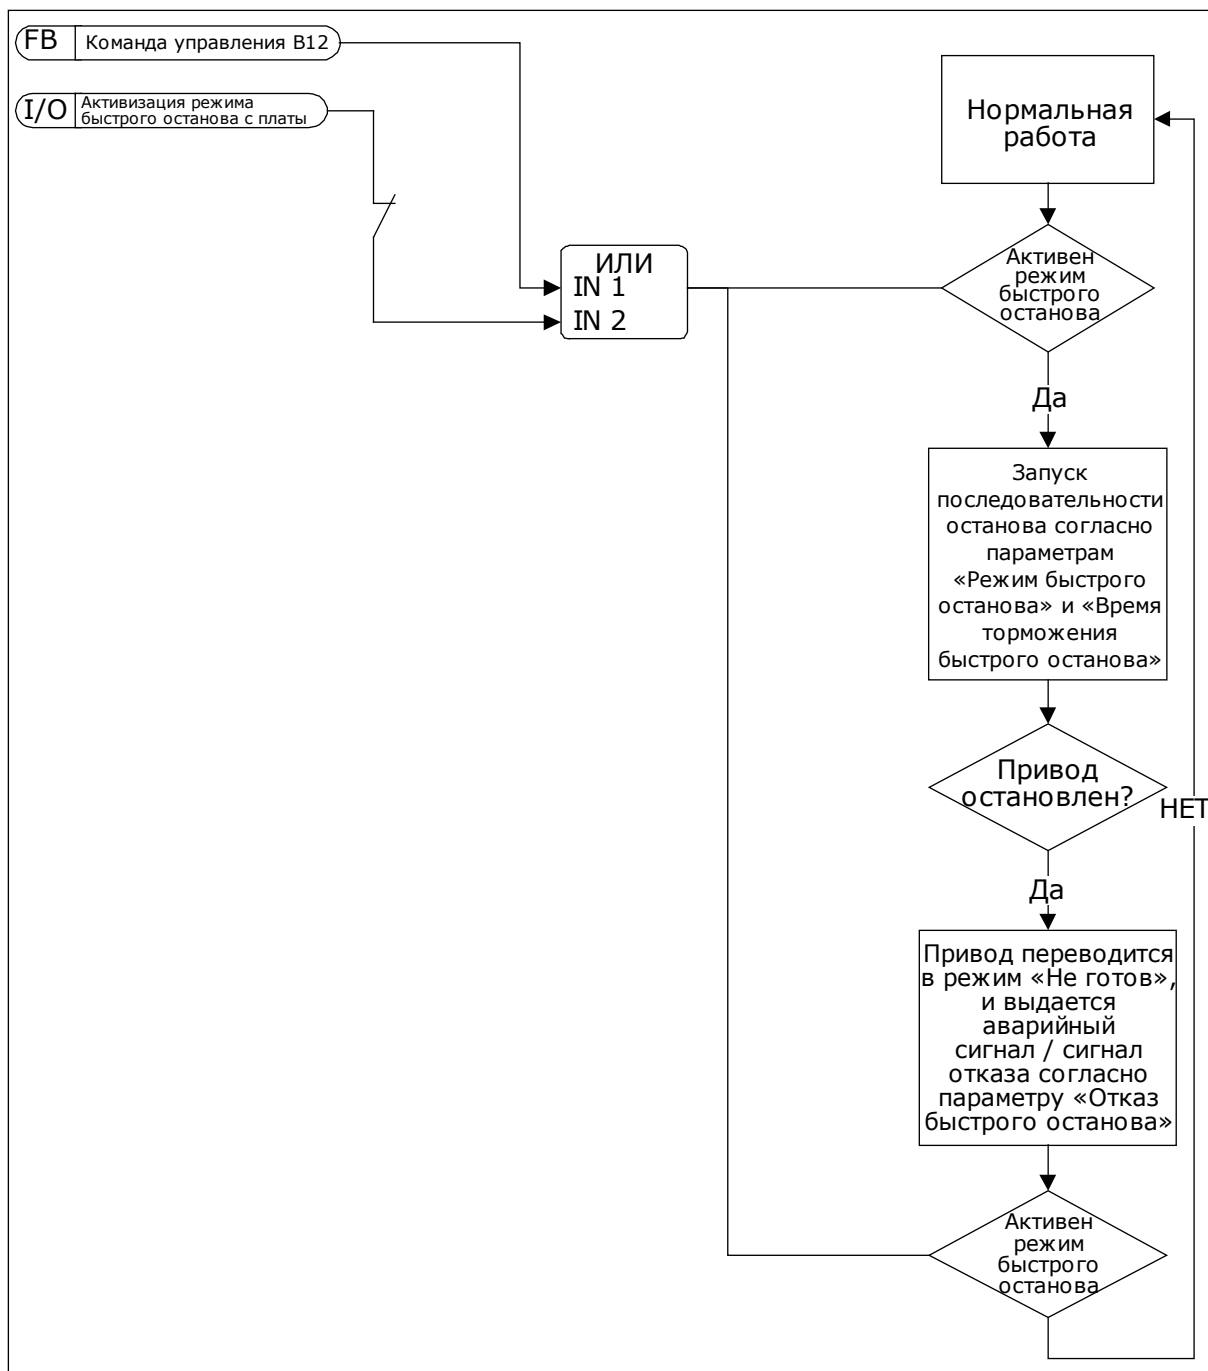 FB Команда управления B12
I/O Активизация режима
быстрого останова с платы
Нормальная
работа
ИЛИ
IN 1
IN 2
Активен
режим
быстрого
останова
Да
Запуск
последовательности
останова согласно
параметрам
«Режим быстрого
останова» и «Время
торможения
быстрого останова»
Привод
остановлен?
НЕТ
Да
Привод переводится
в режим «Не готов»,
и выдается
аварийный
сигнал / сигнал
отказа согласно
параметру «Отказ
быстрого останова»
Активен
режим
быстрого
останова